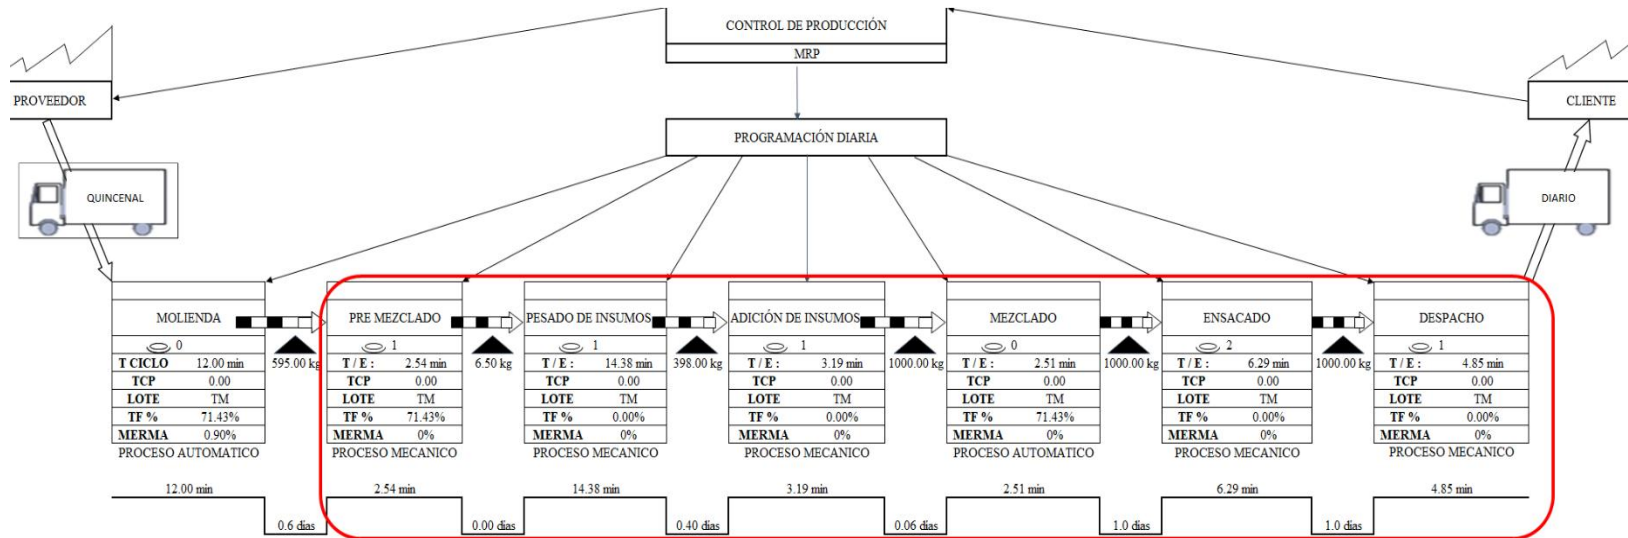 CONTROL DE PRODUCCIÓN
MRP
PROVEEDOR
CLIENTE
PROGRAMACIÓN DIARIA
QUINCENAL
DIARIO
MOLIENDA
0
T CICLO 12.00 min
TCP 0.00
LOTE TM
TF % 71.43%
MERMA 0.90%
PROCESO AUTOMATICO
595.00 kg
PRE MEZCLADO
1
T / E : 2.54 min
TCP 0.00
LOTE TM
TF % 71.43%
MERMA 0%
PROCESO MECANICO
6.50 kg
PESADO DE INSUMOS
1
T / E : 14.38 min
TCP 0.00
LOTE TM
TF % 0.00%
MERMA 0%
PROCESO MECANICO
398.00 kg
ADICIÓN DE INSUMOS
1
T / E : 3.19 min
TCP 0.00
LOTE TM
TF % 0.00%
MERMA 0%
PROCESO MECANICO
1000.00 kg
MEZCLADO
0
T / E : 2.51 min
TCP 0.00
LOTE TM
TF % 71.43%
MERMA 0%
PROCESO MECANICO
1000.00 kg
ENSACADO
2
T / E : 6.29 min
TCP 0.00
LOTE TM
TF % 0.00%
MERMA 0%
PROCESO MECANICO
1000.00 kg
DESPACHO
1
T / E : 4.85 min
TCP 0.00
LOTE TM
TF % 0.00%
MERMA 0%
PROCESO MECANICO
12.00 min
0.6 días
2.54 min
0.00 días
14.38 min
0.40 días
3.19 min
0.06 días
2.51 min
1.0 días
6.29 min
1.0 días
4.85 min